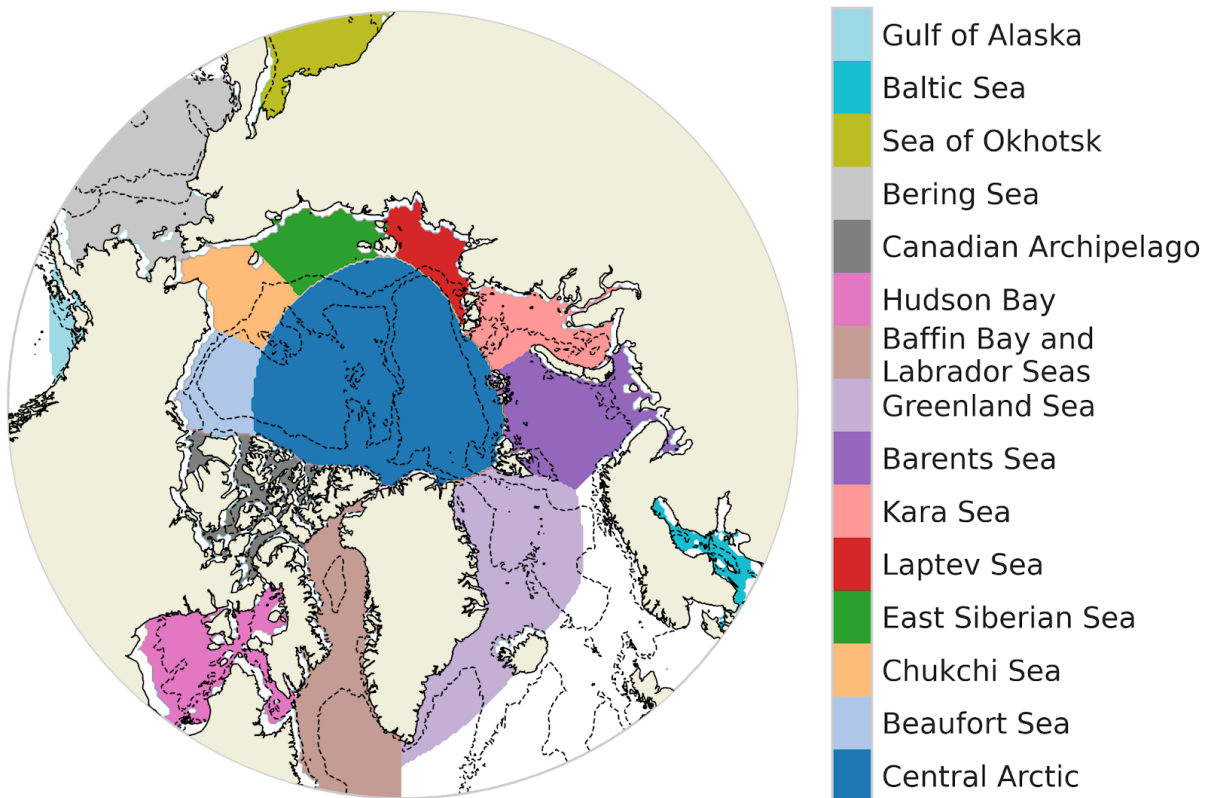 Gulf of Alaska
Baltic Sea
Sea of Okhotsk
Bering Sea
Canadian Archipelago
Hudson Bay
Baffin Bay and
Labrador Seas
Greenland Sea
Barents Sea
Kara Sea
Laptev Sea
East Siberian Sea
Chukchi Sea
Beaufort Sea
Central Arctic